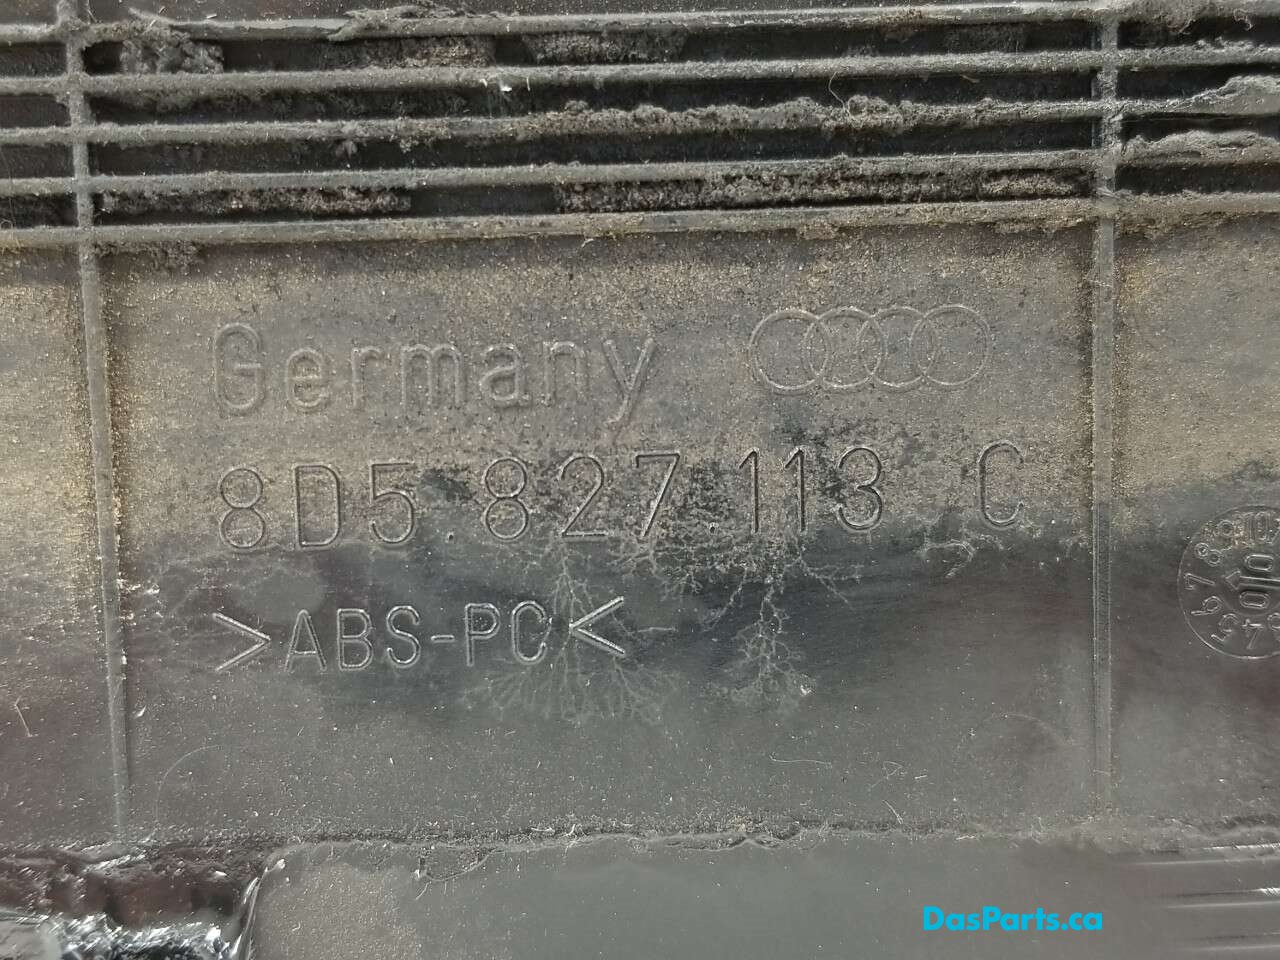 Germany
8D5.827.113 C
>ABS-PC<
DasParts.ca